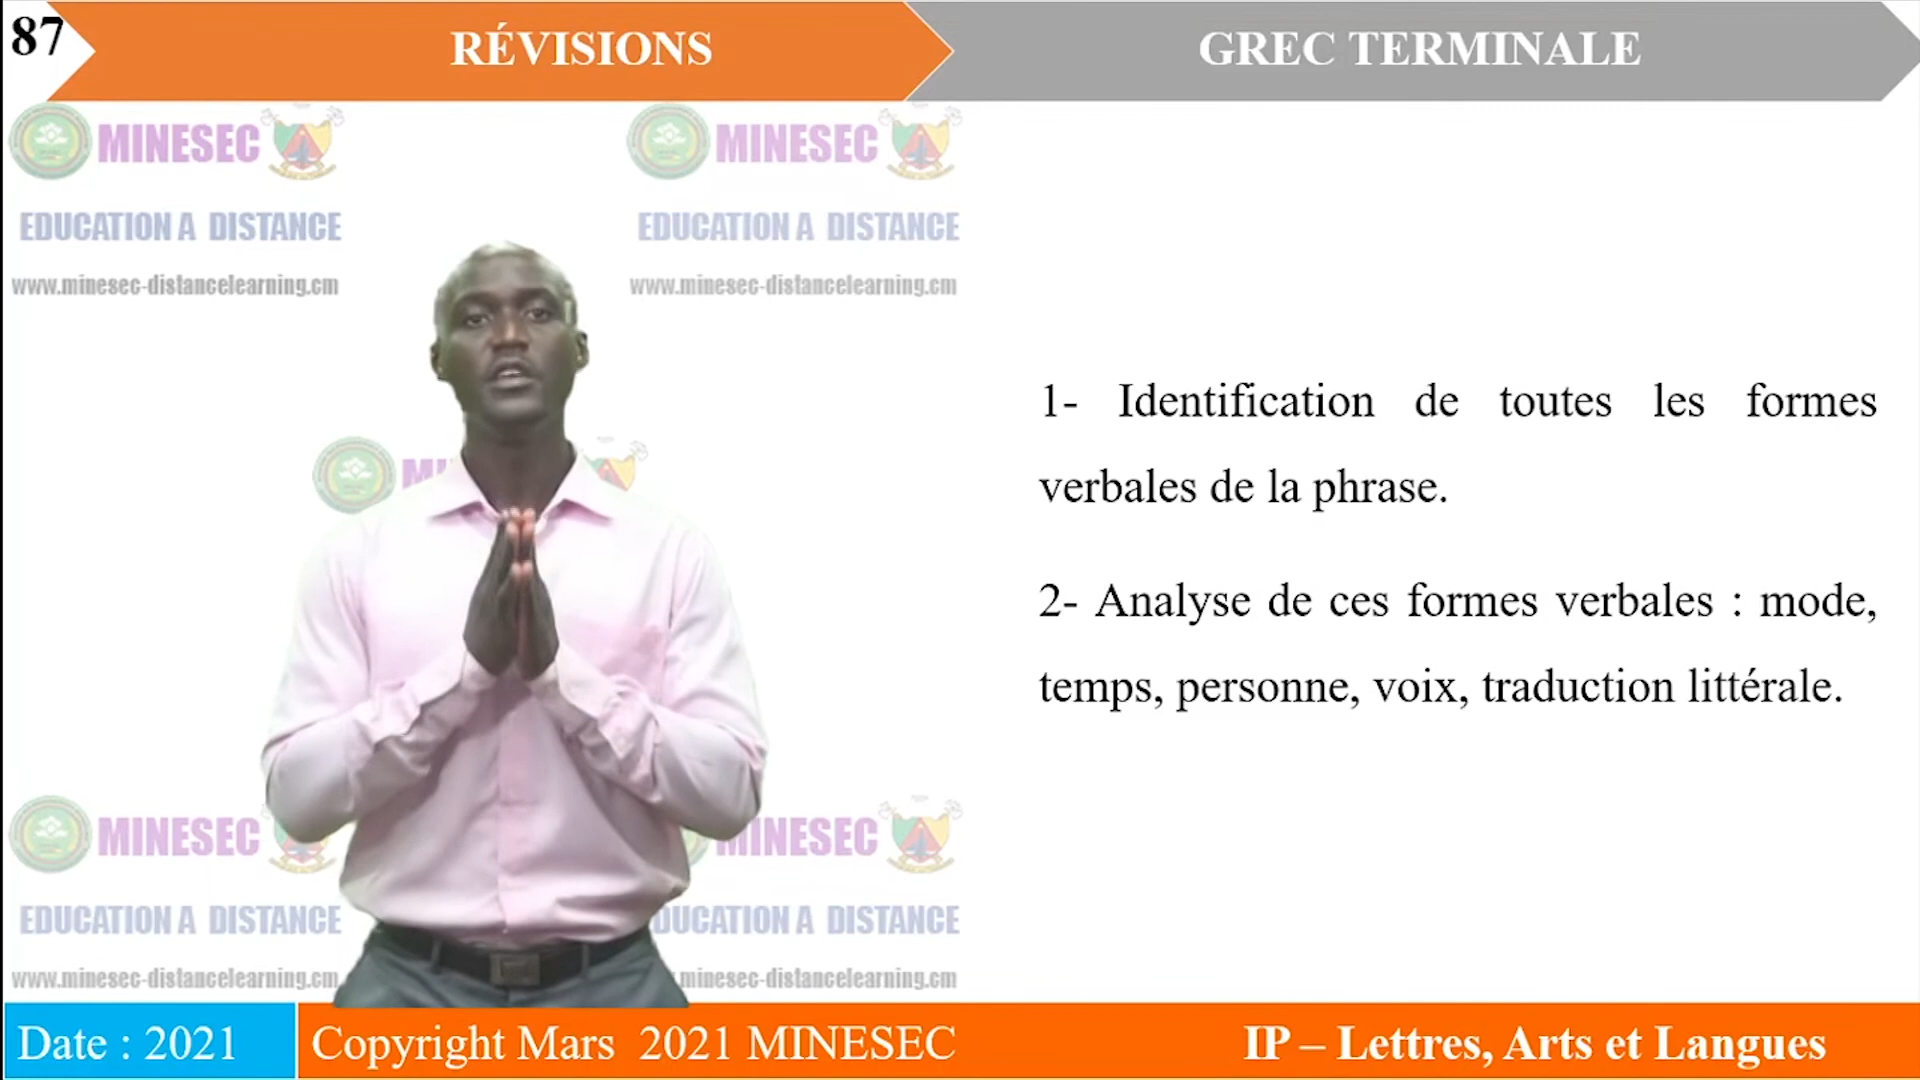 87
RÉVISIONS
GREC TERMINALE
MINESEC
MINESEC
EDUCATION A DISTANCE
EDUCATION A DISTANCE
www.minesec-distancelearning.cm
www.minesec-distancelearning.cm
1- Identification de toutes les formes
verbales de la phrase.
2- Analyse de ces formes verbales : mode,
temps, personne, voix, traduction littérale.
MINESEC
MINESEC
EDUCATION A DISTANCE
DUCATION A DISTANCE
www.minesec-distancelearning.cm
minesec-distancelearning.cm
Date : 2021
Copyright Mars 2021 MINESEC
IP – Lettres, Arts et Langues